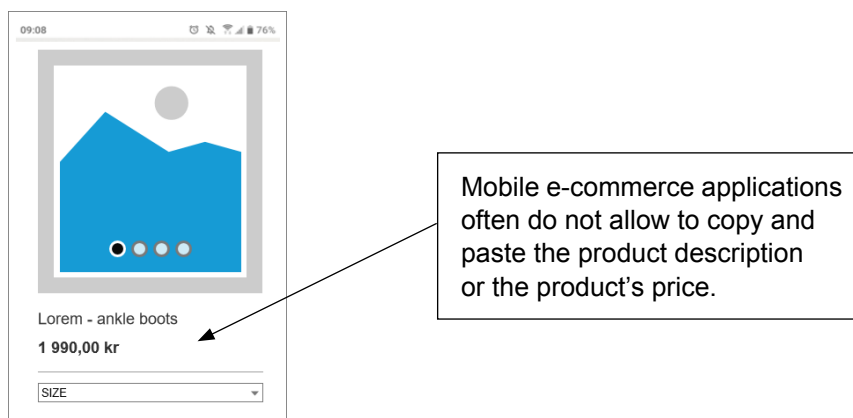 09:08 76%
Lorem - ankle boots
1 990,00 kr
SIZE
Mobile e-commerce applications
often do not allow to copy and
paste the product description
or the product's price.